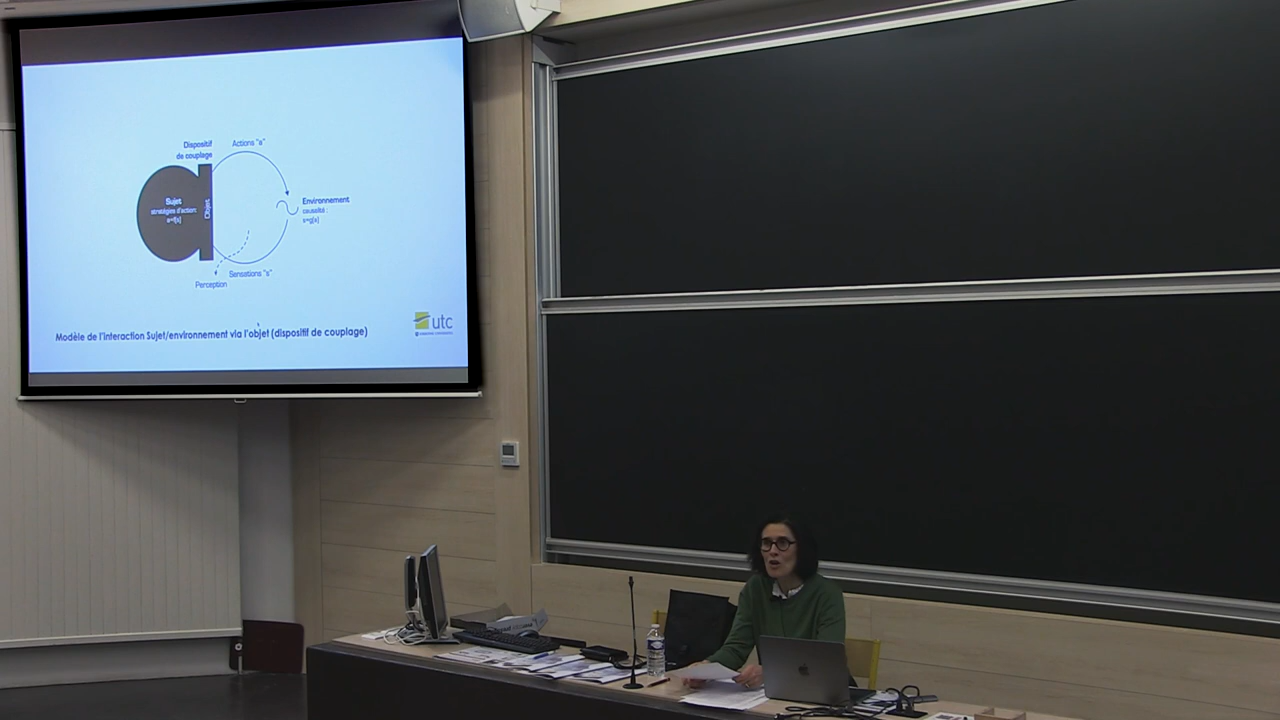 Dispositif
de couplage
Actions "a"
Sujet
stratégies d'action:
a=f(s)
Objet
Environnement
causalité :
s=g(a)
Sensations "s"
Perception
Modèle de l'interaction Sujet/environnement via l'objet (dispositif de couplage)
utc